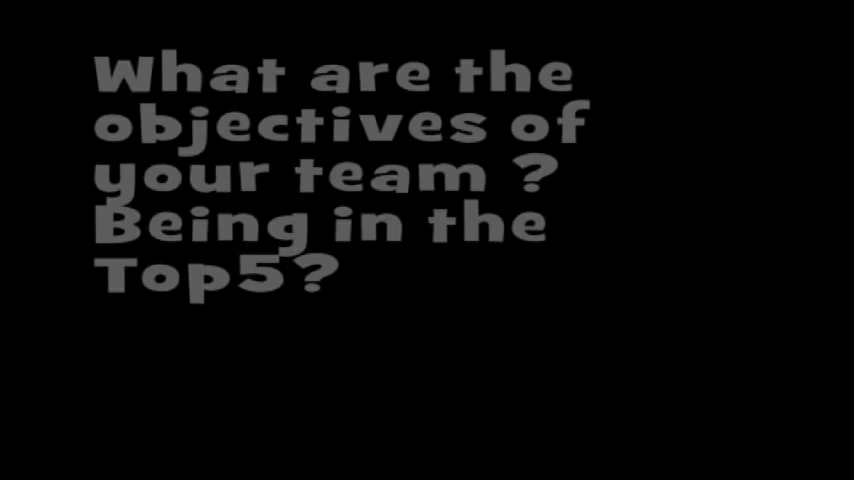 What are the
objectives of
your team ?
Being in the
Top5?